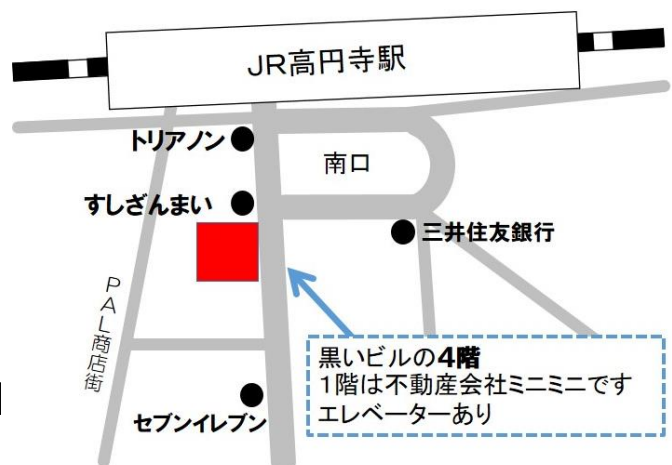 JR高円寺駅
トリアノン
南口
すしざんまい
三井住友銀行
PAL商店街
黒いビルの4階
1階は不動産会社ミニミニです
エレベーターあり
セブンイレブン